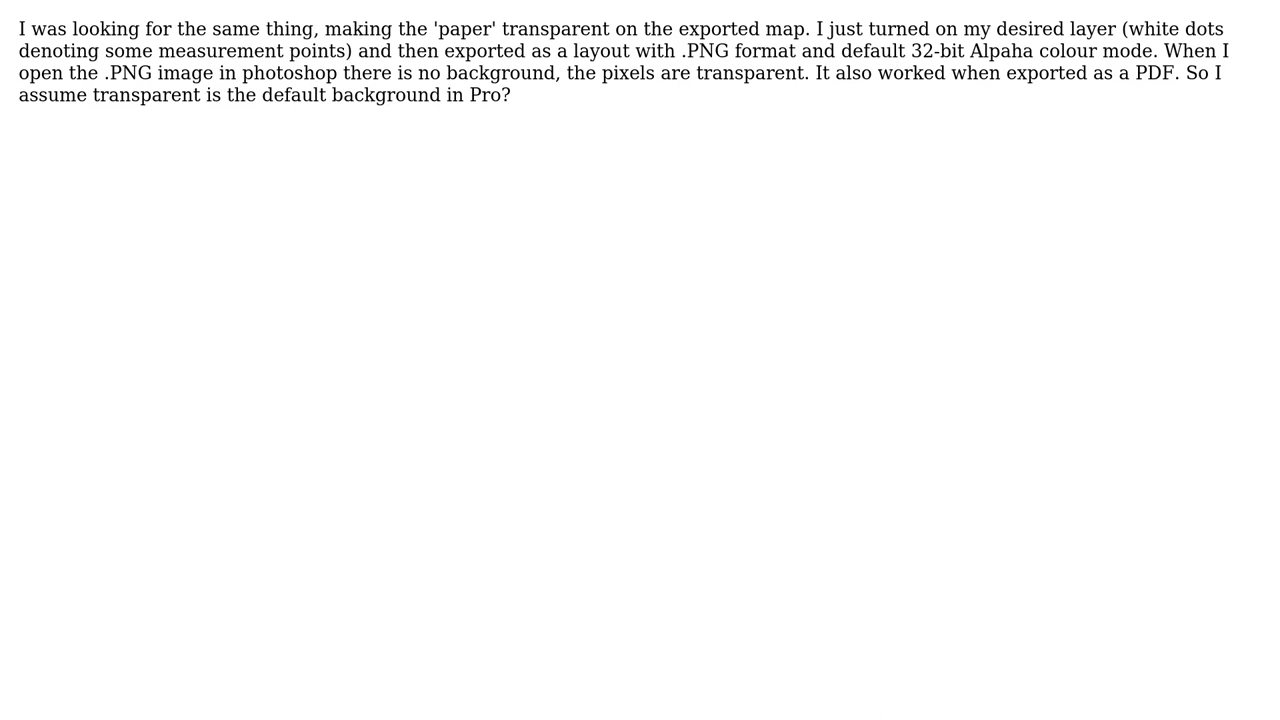 I was looking for the same thing, making the 'paper' transparent on the exported map. I just turned on my desired layer (white dots
denoting some measurement points) and then exported as a layout with .PNG format and default 32-bit Alpaha colour mode. When I
open the .PNG image in photoshop there is no background, the pixels are transparent. It also worked when exported as a PDF. So I
assume transparent is the default background in Pro?